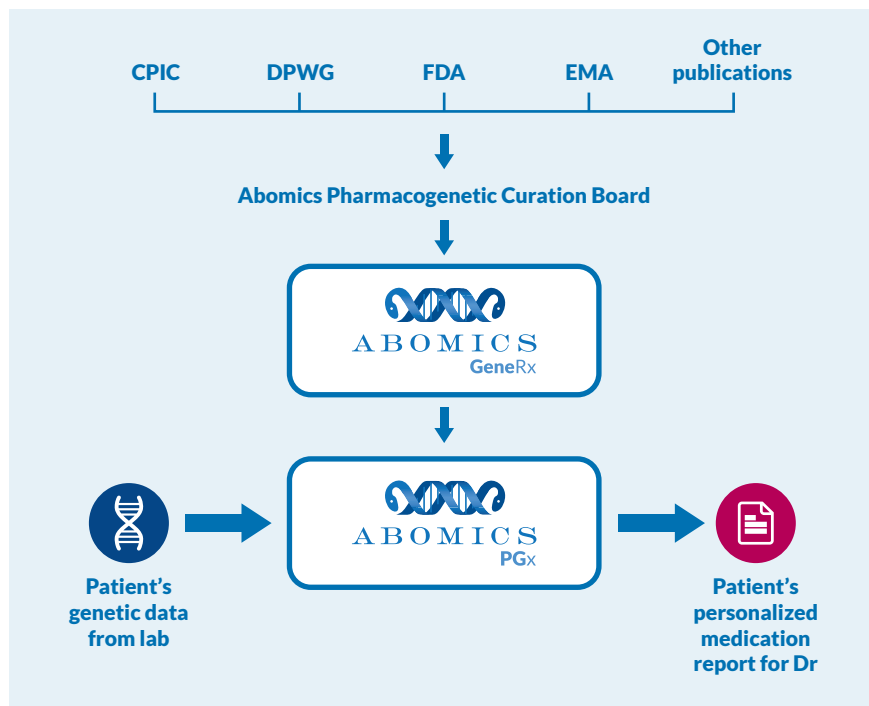 CPIC
DPWG
FDA
EMA
Other
publications
Abomics Pharmacogenetic Curation Board
ABOMICS
GeneRx
ABOMICS
PGx
Patient's
genetic data
from lab
Patient's
personalized
medication
report for Dr